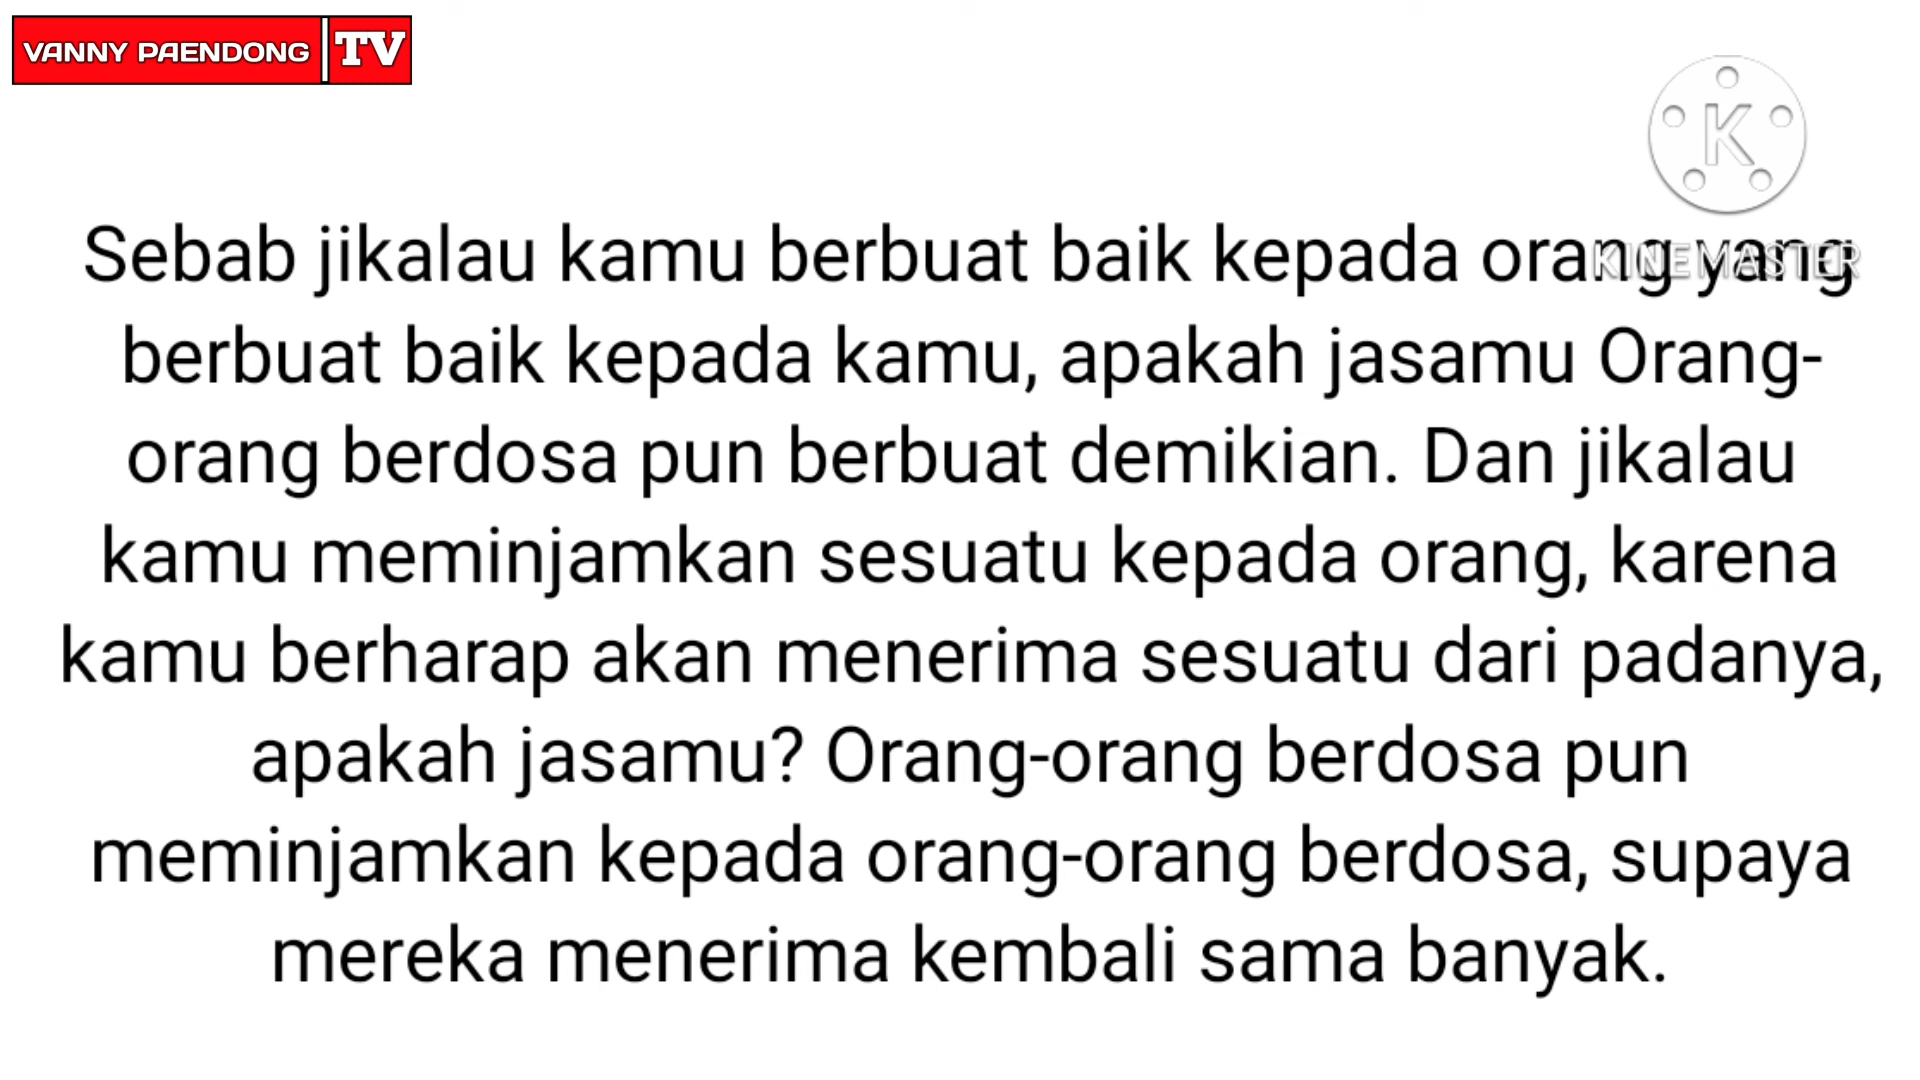 VANNY PAENDONG TV
K
KINEMASTER
Sebab jikalau kamu berbuat baik kepada orang yang
berbuat baik kepada kamu, apakah jasamu Orang-
orang berdosa pun berbuat demikian. Dan jikalau
kamu meminjamkan sesuatu kepada orang, karena
kamu berharap akan menerima sesuatu dari padanya,
apakah jasamu? Orang-orang berdosa pun
meminjamkan kepada orang-orang berdosa, supaya
mereka menerima kembali sama banyak.